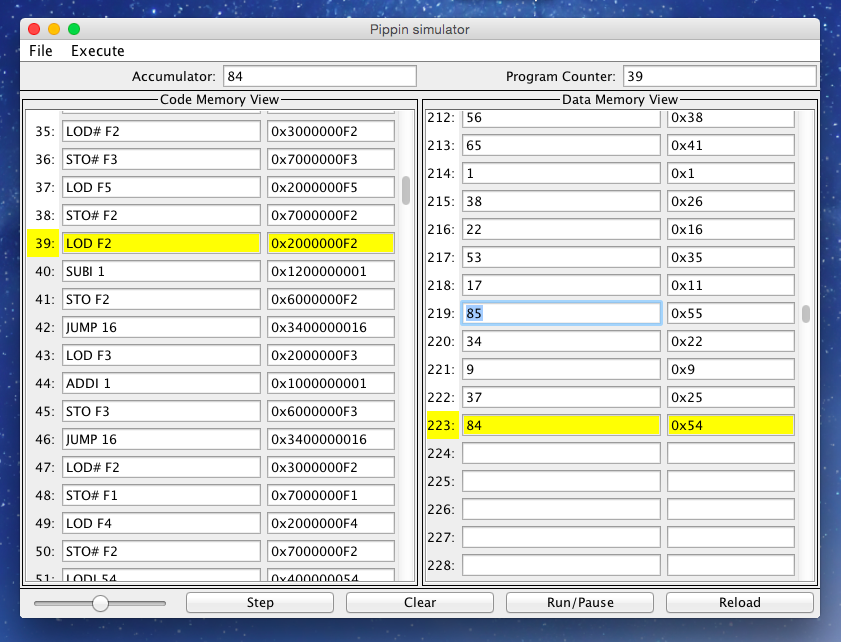 Pippin simulator
File Execute
Accumulator: 84 Program Counter: 39
Code Memory View Data Memory View
35: LOD# F2 0x3000000F2
36: STO# F3 0x7000000F3
37: LOD F5 0x2000000F5
38: STO# F2 0x7000000F2
39: LOD F2 0x2000000F2
40: SUBI 1 0x1200000001
41: STO F2 0x6000000F2
42: JUMP 16 0x3400000016
43: LOD F3 0x2000000F3
44: ADDI 1 0x1000000001
45: STO F3 0x6000000F3
46: JUMP 16 0x3400000016
47: LOD# F2 0x3000000F2
48: STO# F1 0x7000000F1
49: LOD F4 0x2000000F4
50: STO# F2 0x7000000F2
51: LODI 54 0x400000054
212: 56 0x38
213: 65 0x41
214: 1 0x1
215: 38 0x26
216: 22 0x16
217: 53 0x35
218: 17 0x11
219: 85 0x55
220: 34 0x22
221: 9 0x9
222: 37 0x25
223: 84 0x54
224:
225:
226:
227:
228:
Step Clear Run/Pause Reload